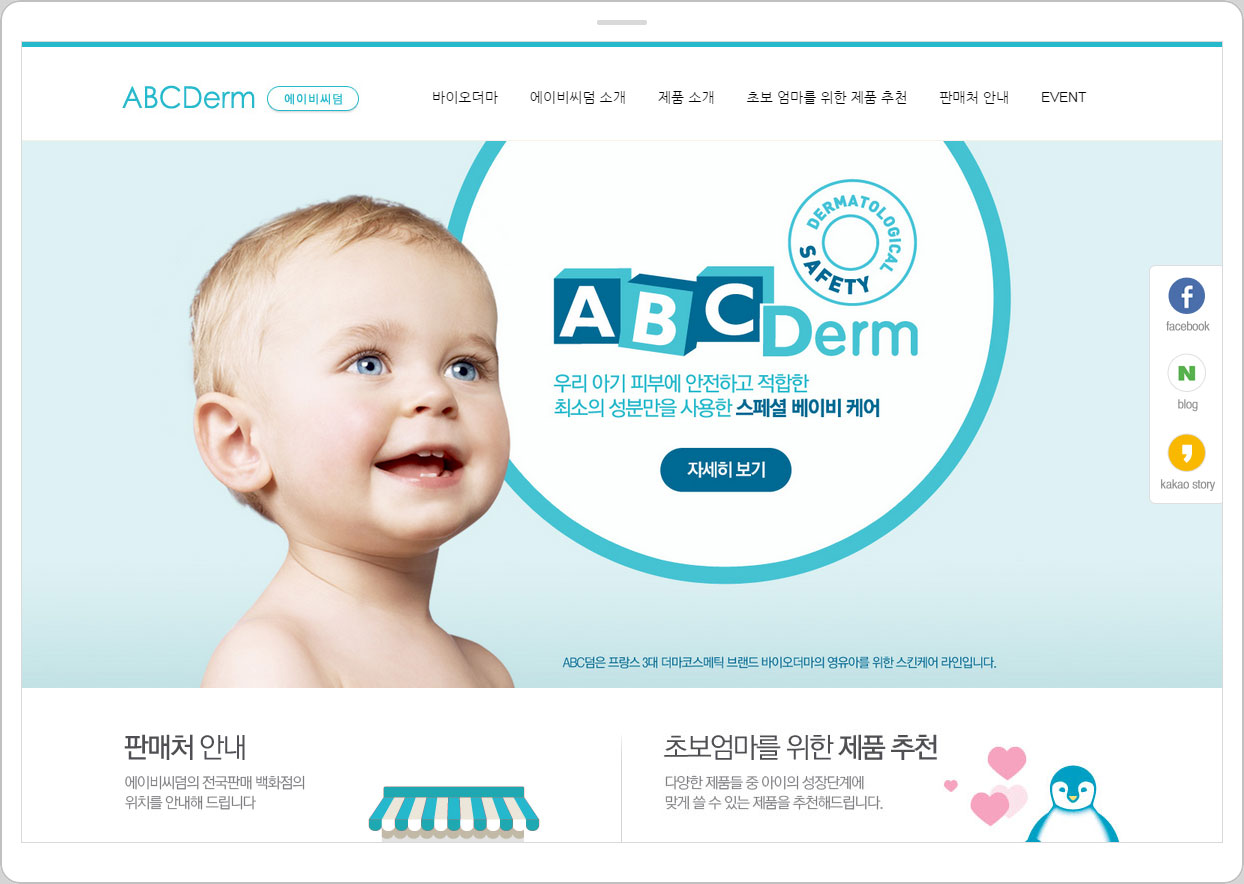 ABCDerm 에이비씨덤
바이오더마 에이비씨덤 소개 제품 소개 초보 엄마를 위한 제품 추천 판매처 안내 EVENT
DERMATOLOGICAL
SAFETY
ABCDerm
우리 아기 피부에 안전하고 적합한
최소의 성분만을 사용한 스페셜 베이비 케어
자세히 보기
facebook
N
blog
kakao story
ABC덤은 프랑스 3대 더마코스메틱 브랜드 바이오더마의 영유아를 위한 스킨케어 라인입니다.
판매처 안내
에이비씨덤의 전국판매 백화점의
위치를 안내해 드립니다
초보엄마를 위한 제품 추천
다양한 제품들 중 아이의 성장단계에
맞게 쓸 수 있는 제품을 추천해드립니다.